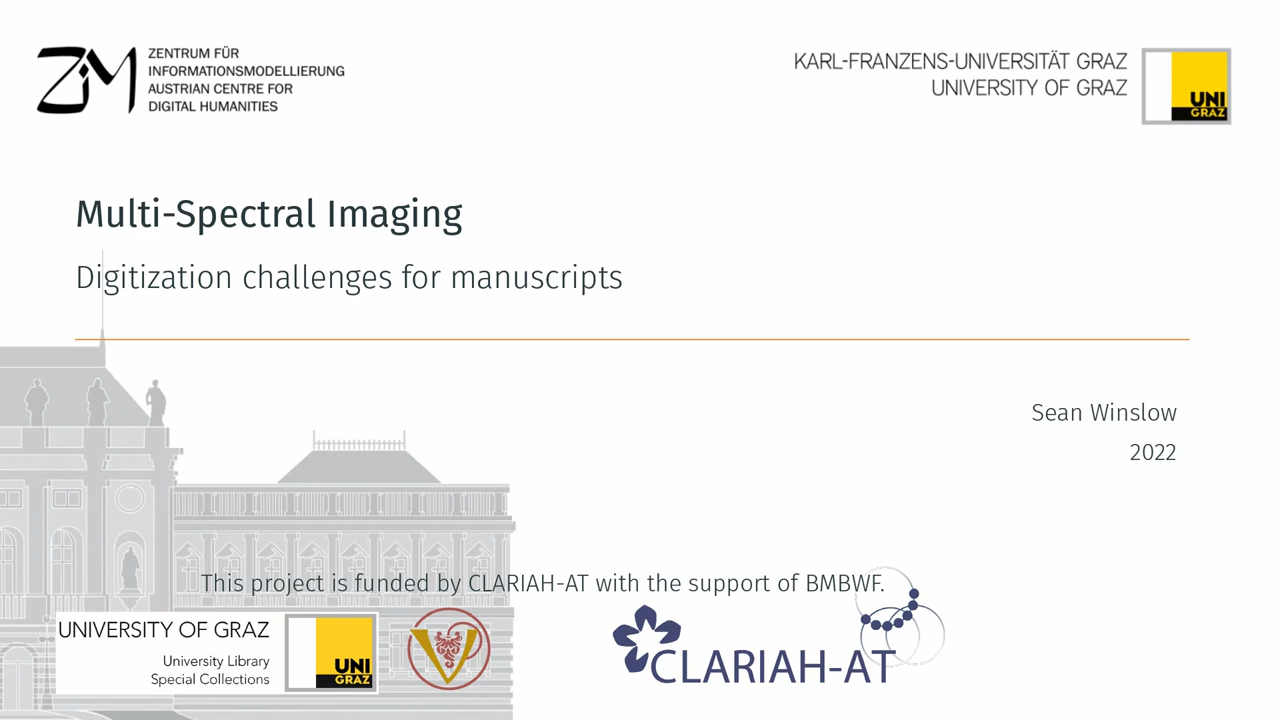 ZIM
ZENTRUM FÜR
INFORMATIONSMODELLIERUNG
AUSTRIAN CENTRE FOR
DIGITAL HUMANITIES
KARL-FRANZENS-UNIVERSITÄT GRAZ
UNIVERSITY OF GRAZ
UNI
GRAZ
Multi-Spectral Imaging
Digitization challenges for manuscripts
Sean Winslow
2022
This project is funded by CLARIAH-AT with the support of BMBWF.
UNIVERSITY OF GRAZ
University Library
Special Collections
UNI
GRAZ
V
CLARIAH-AT